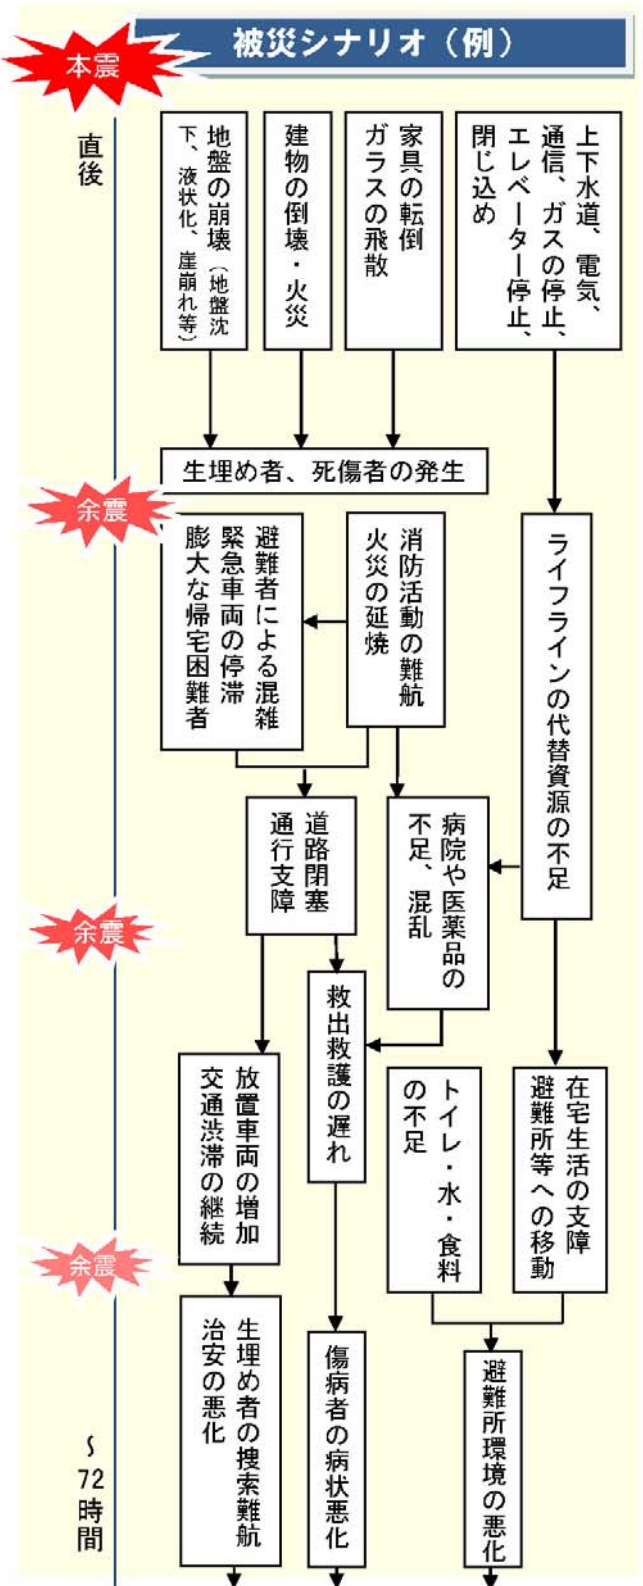 被災シナリオ（例）
本震
直後
上下水道、電気、
通信、ガスの停止、
エレベーター停止、
閉じ込め
家具の転倒
ガラスの飛散
建物の倒壊・火災
地盤の崩壊（地盤沈
下、液状化、崖崩れ等）
生埋め者、死傷者の発生
余震
ライフラインの代替資源の不足
消防活動の難航
火災の延焼
避難者による混雑
緊急車両の停滞
膨大な帰宅困難者
病院や医薬品の
不足、混乱
道路閉塞
通行支障
余震
救出救護の遅れ
在宅生活の支障
避難所等への移動
トイレ・水・食料
の不足
放置車両の増加
交通渋滞の継続
余震
避難所環境の悪化
傷病者の病状悪化
生埋め者の捜索難航
治安の悪化
～72時間